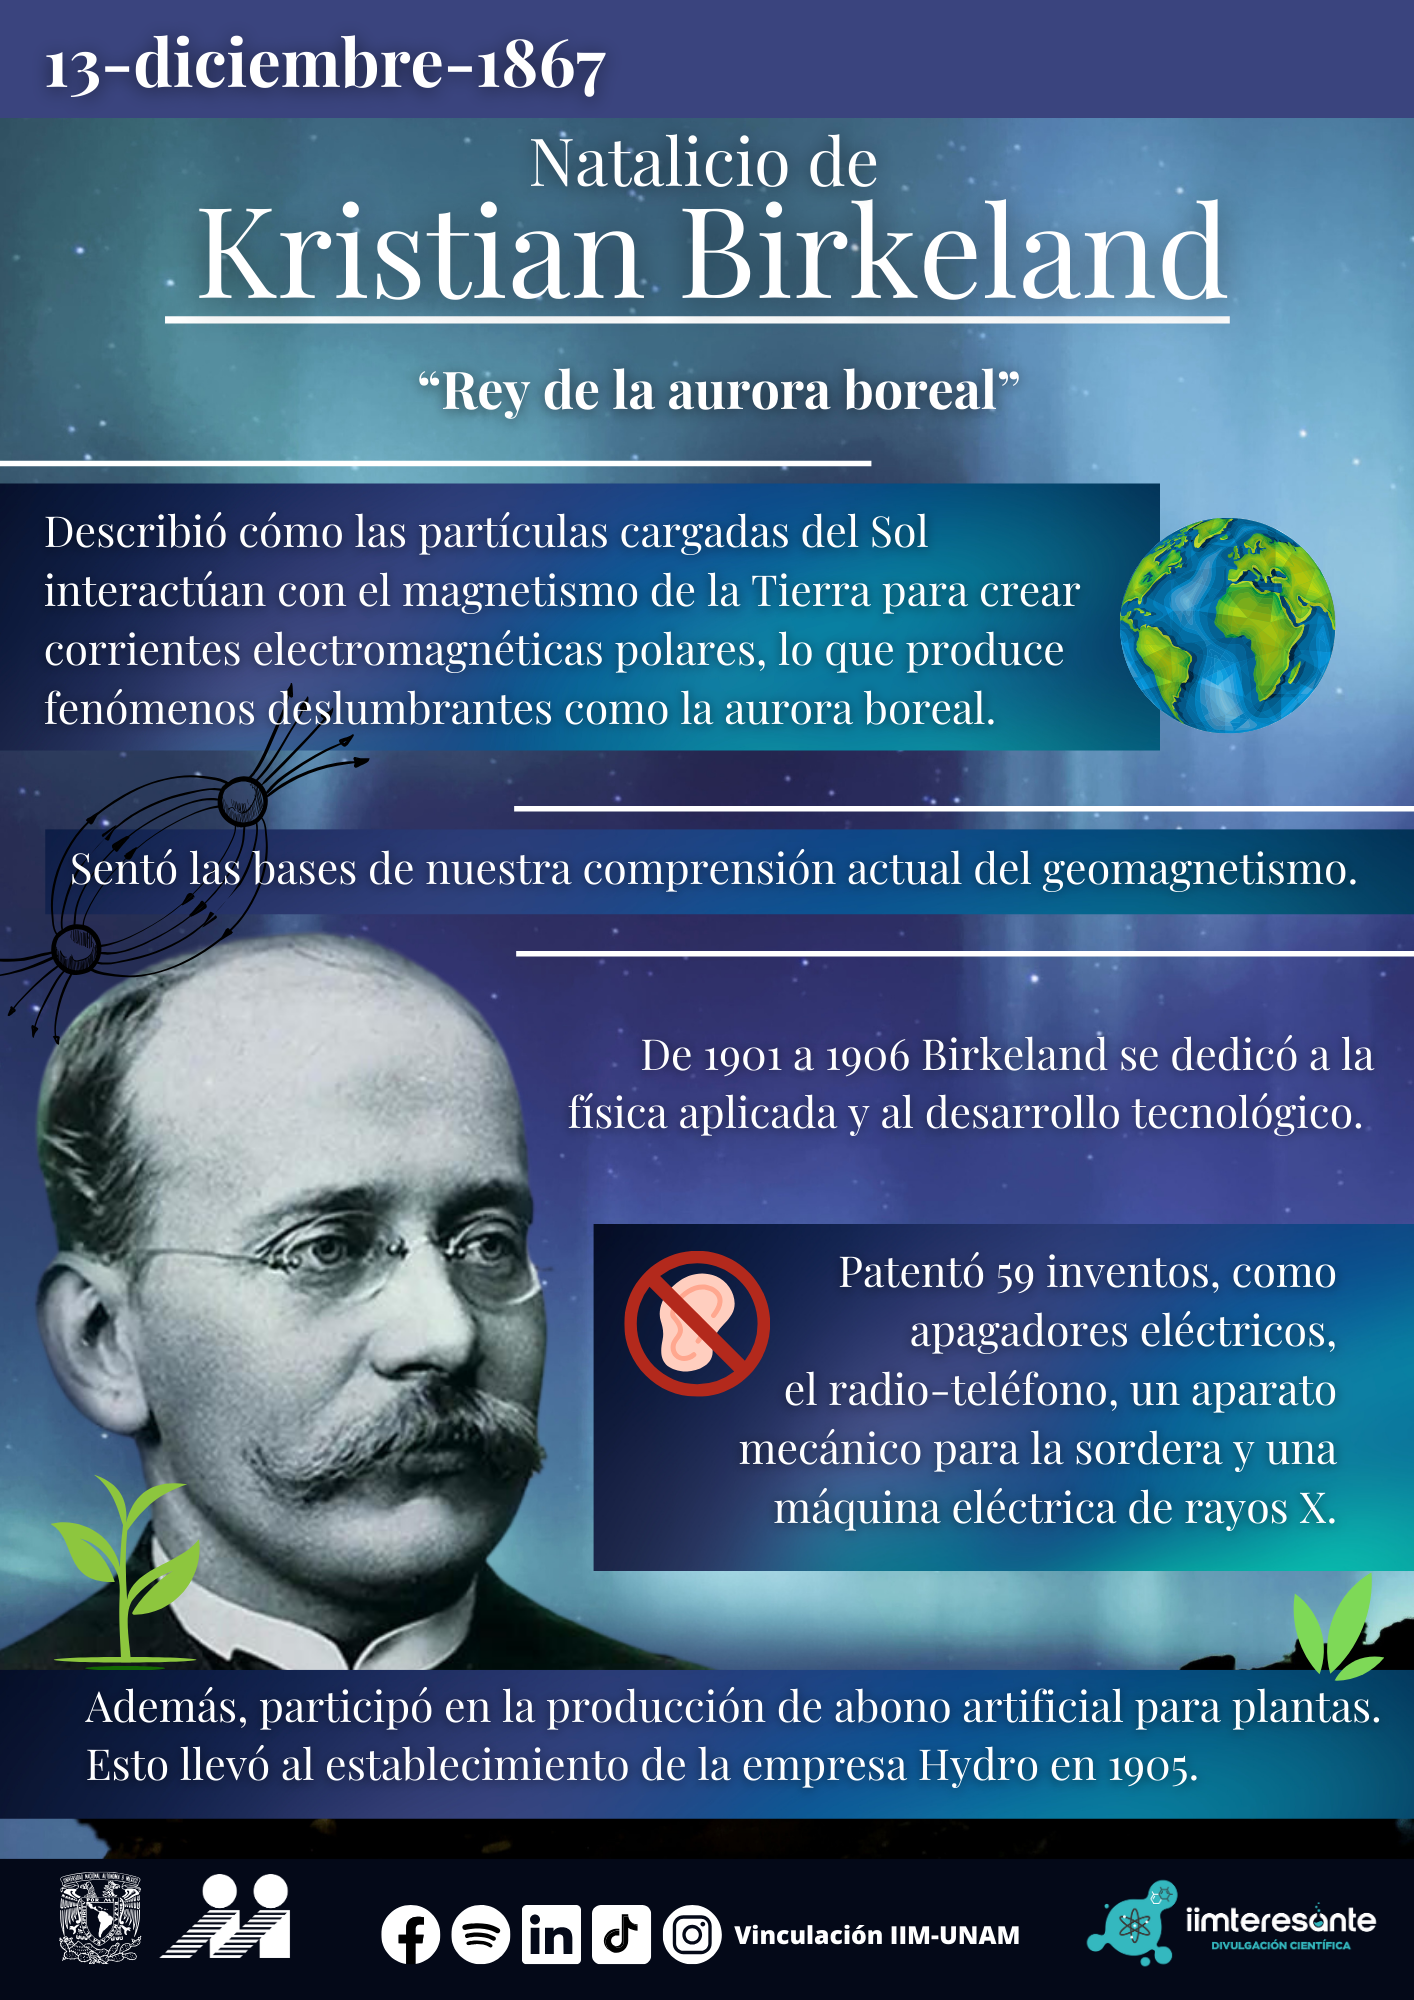 13-diciembre-1867
Natalicio de
Kristian Birkeland
“Rey de la aurora boreal”
Describió cómo las partículas cargadas del Sol
interactúan con el magnetismo de la Tierra para crear
corrientes electromagnéticas polares, lo que produce
fenómenos deslumbrantes como la aurora boreal.
Sentó las bases de nuestra comprensión actual del geomagnetismo.
De 1901 a 1906 Birkeland se dedicó a la
física aplicada y al desarrollo tecnológico.
Patentó 59 inventos, como
apagadores eléctricos,
el radio-teléfono, un aparato
mecánico para la sordera y una
máquina eléctrica de rayos X.
Además, participó en la producción de abono artificial para plantas.
Esto llevó al establecimiento de la empresa Hydro en 1905.
Vinculación IIM-UNAM
iimteresante
DIVULGACIÓN CIENTÍFICA